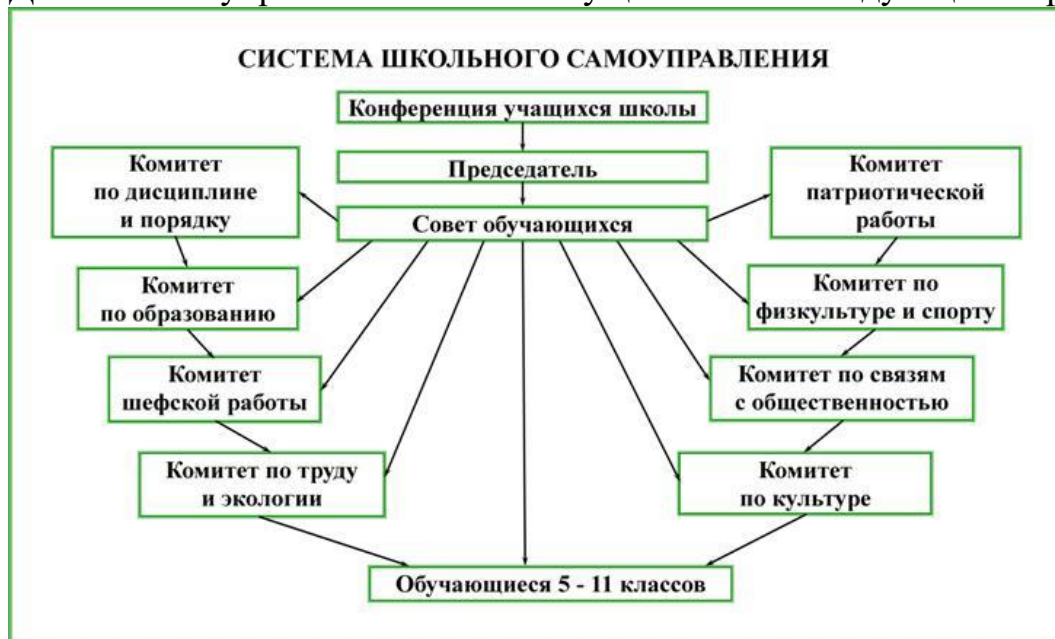 СИСТЕМА ШКОЛЬНОГО САМОУПРАВЛЕНИЯ
Конференция учащихся школы
Председатель
Совет обучающихся
Комитет
по дисциплине
и порядку
Комитет
по образованию
Комитет
шефской работы
Комитет по труду
и экологии
Комитет
патриотической
работы
Комитет по
физкультуре и спорту
Комитет по связям
с общественностью
Комитет
по культуре
Обучающиеся 5 - 11 классов